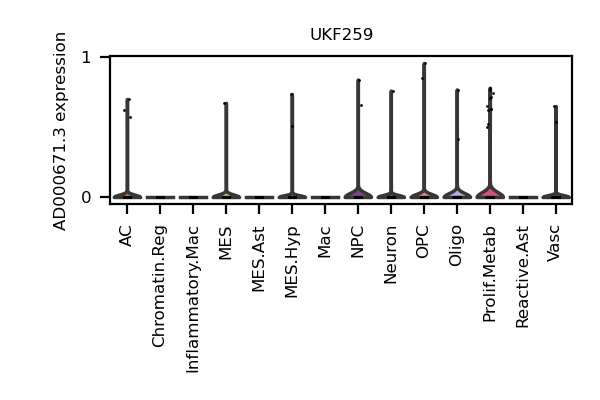 UKF259
AD000671.3 expression
1
0
AC
Chromatin.Reg
Inflammatory.Mac
MES
MES.Ast
MES.Hyp
Mac
NPC
Neuron
OPC
Oligo
Prolif.Metab
Reactive.Ast
Vasc